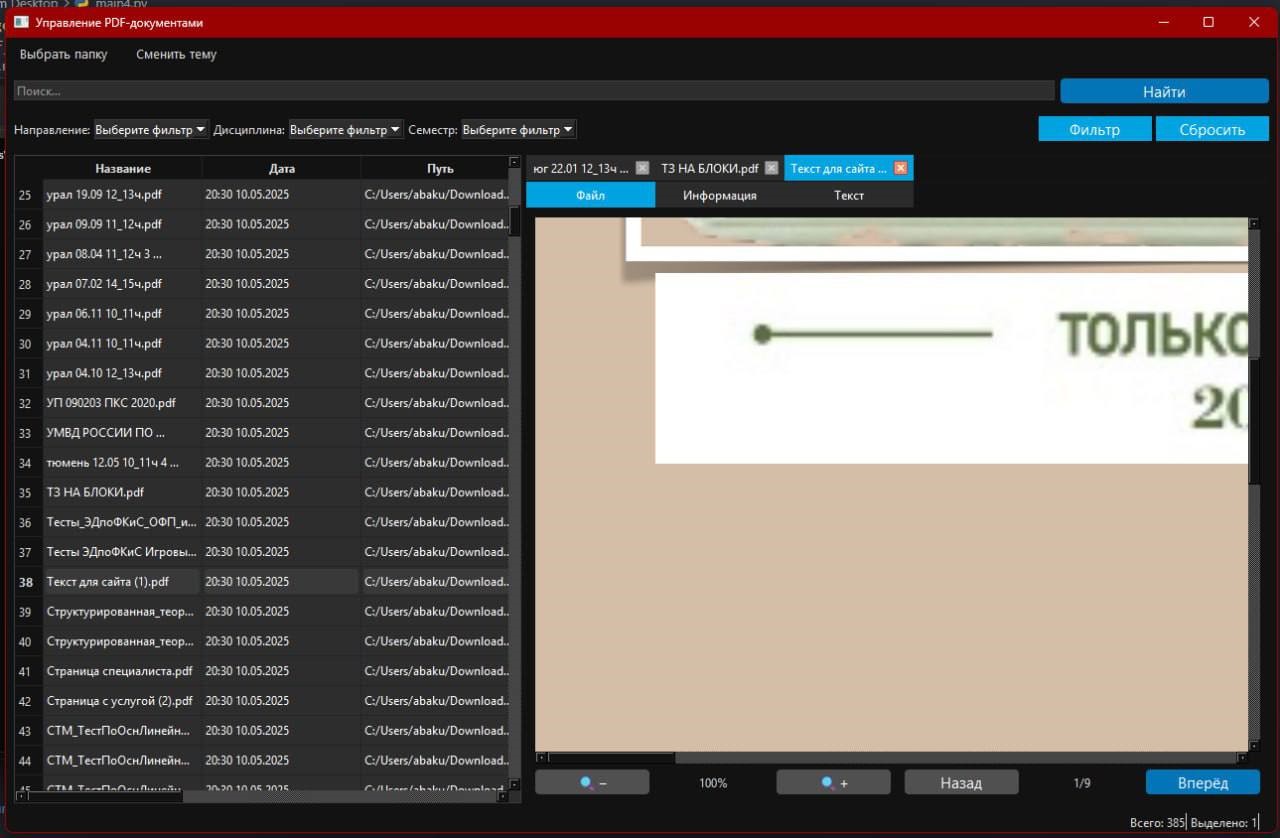 Desktop > main4.py
Управление PDF-документами
Выбрать папку Сменить тему
Поиск... Найти
Направление: Выберите фильтр Дисциплина: Выберите фильтр Семестр: Выберите фильтр Фильтр Сбросить
Название Дата Путь
25 урал 19.09 12_13ч.pdf 20:30 10.05.2025 C:/Users/abaku/Download..
26 урал 09.09 11_12ч.pdf 20:30 10.05.2025 C:/Users/abaku/Download..
27 урал 08.04 11_12ч 3 ... 20:30 10.05.2025 C:/Users/abaku/Download..
28 урал 07.02 14_15ч.pdf 20:30 10.05.2025 C:/Users/abaku/Download..
29 урал 06.11 10_11ч.pdf 20:30 10.05.2025 C:/Users/abaku/Download..
30 урал 04.11 10_11ч.pdf 20:30 10.05.2025 C:/Users/abaku/Download..
31 урал 04.10 12_13ч.pdf 20:30 10.05.2025 C:/Users/abaku/Download..
32 УП 090203 ПКС 2020.pdf 20:30 10.05.2025 C:/Users/abaku/Download..
33 УМВД РОССИИ ПО ... 20:30 10.05.2025 C:/Users/abaku/Download..
34 тюмень 12.05 10_11ч 4 ... 20:30 10.05.2025 C:/Users/abaku/Download..
35 ТЗ НА БЛОКИ.pdf 20:30 10.05.2025 C:/Users/abaku/Download..
36 Тесты_ЭДпоФКиС_ОФП_и... 20:30 10.05.2025 C:/Users/abaku/Download..
37 Тесты ЭДпоФКиС Игровы... 20:30 10.05.2025 C:/Users/abaku/Download..
38 Текст для сайта (1).pdf 20:30 10.05.2025 C:/Users/abaku/Download..
39 Структурированная_теор... 20:30 10.05.2025 C:/Users/abaku/Download..
40 Структурированная_теор... 20:30 10.05.2025 C:/Users/abaku/Download..
41 Страница специалиста.pdf 20:30 10.05.2025 C:/Users/abaku/Download..
42 Страница с услугой (2).pdf 20:30 10.05.2025 C:/Users/abaku/Download..
43 СТМ_ТестПоОснЛинейн... 20:30 10.05.2025 C:/Users/abaku/Download..
44 СТМ_ТестПоОснЛинейн... 20:30 10.05.2025 C:/Users/abaku/Download..
45 СТМ_ТестПоОснЛинейн... 20:30 10.05.2025 C:/Users/abaku/Download..
юг 22.01 12_13ч ... ТЗ НА БЛОКИ.pdf Текст для сайта ...
Файл Информация Текст
ТОЛЬКО
20
− 100% + Назад 1/9 Вперёд
Всего: 385 Выделено: 1